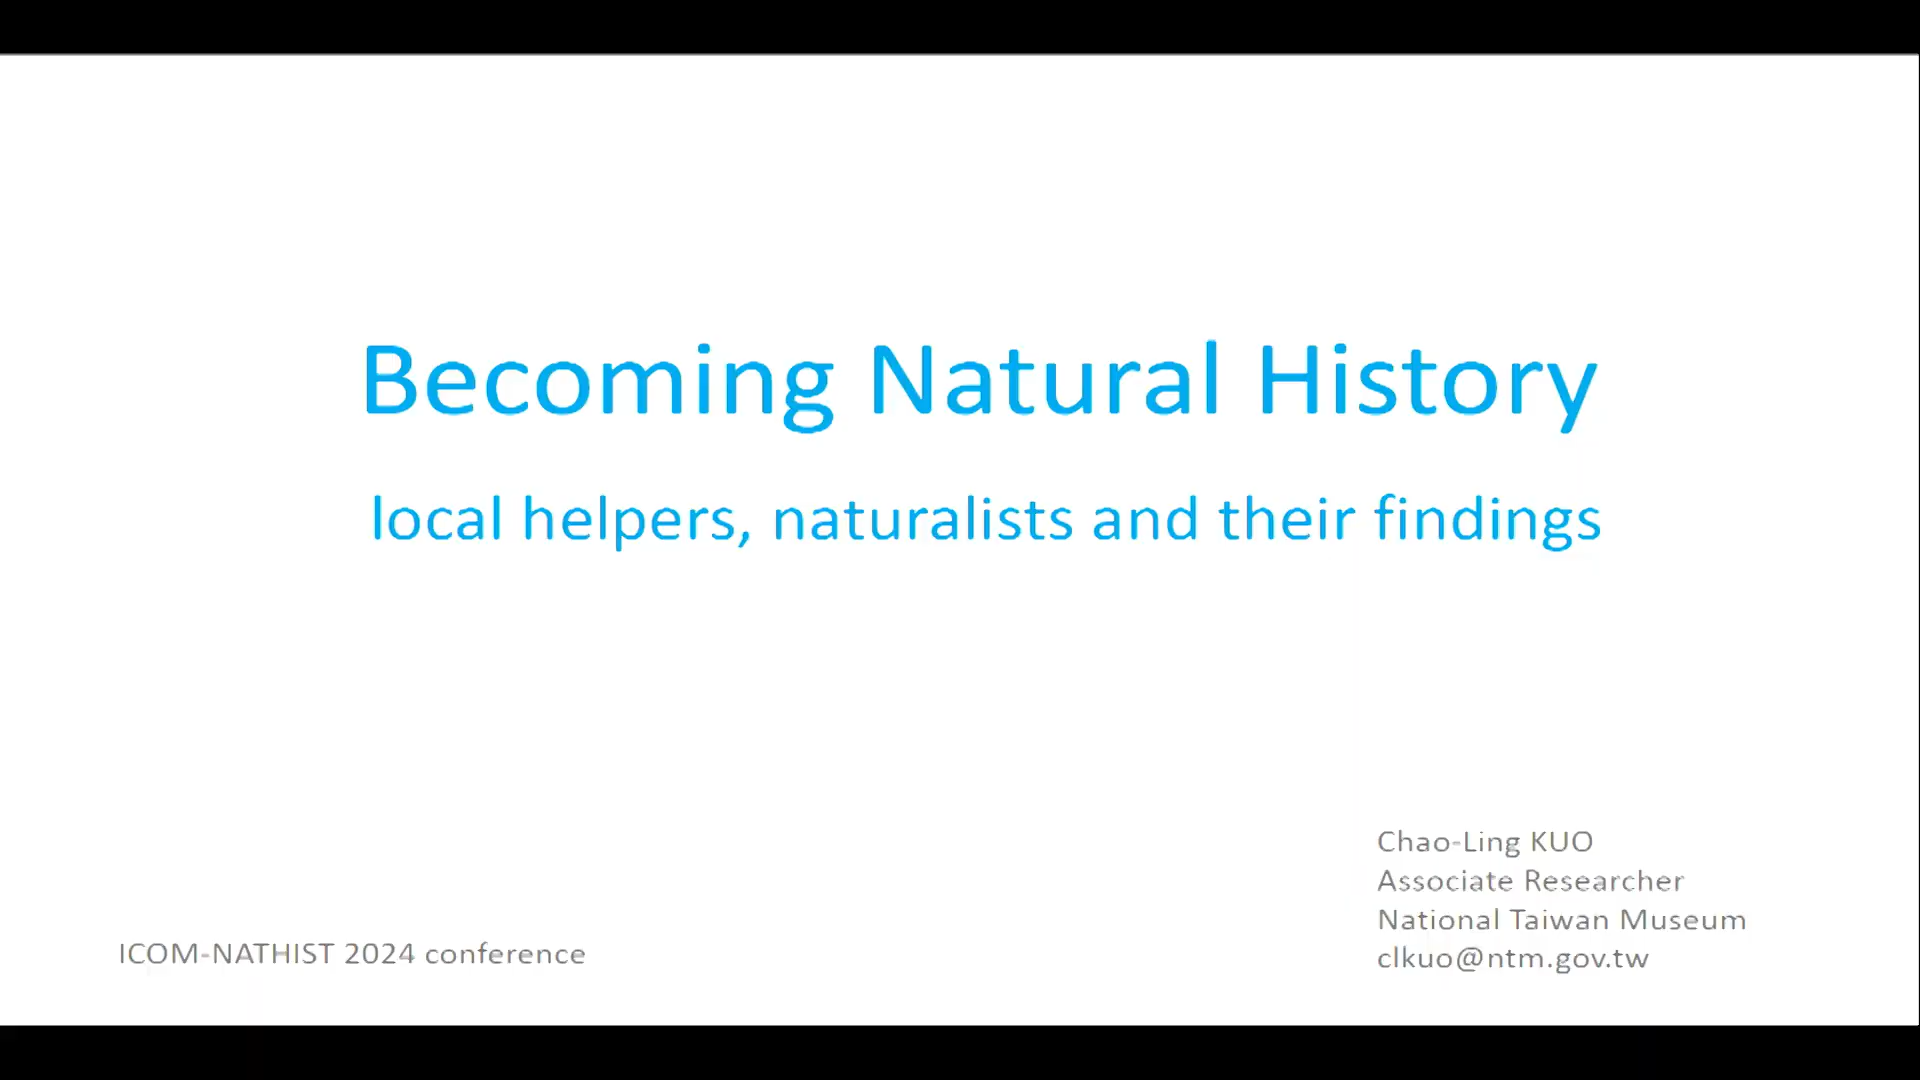 Becoming Natural History
local helpers, naturalists and their findings
Chao-Ling KUO
Associate Researcher
National Taiwan Museum
clkuo@ntm.gov.tw
ICOM-NATHIST 2024 conference